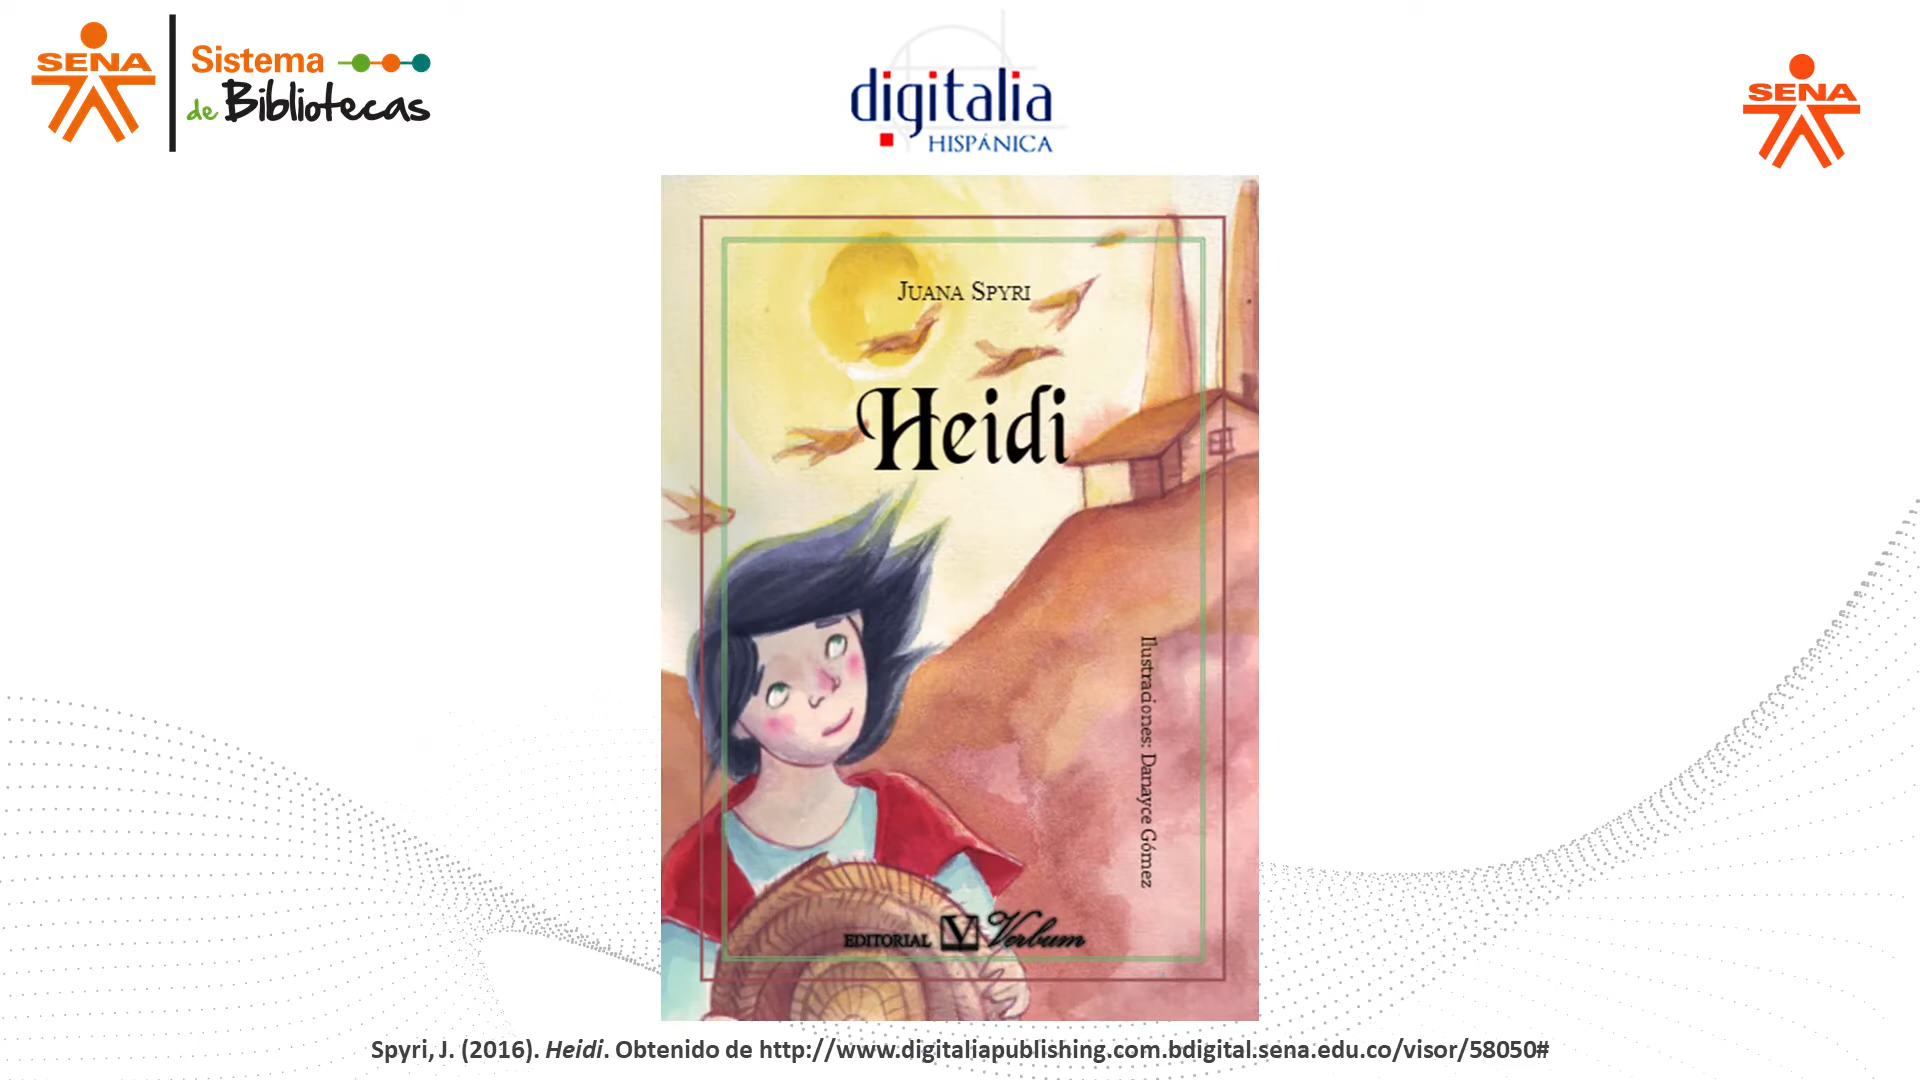 SENA
Sistema
de Bibliotecas
digitalia
HISPÁNICA
SENA
JUANA SPYRI
Heidi
Ilustraciones: Danayce Gómez
EDITORIAL V Verbum
Spyri, J. (2016). Heidi. Obtenido de http://www.digitaliapublishing.com.bdigital.sena.edu.co/visor/58050#